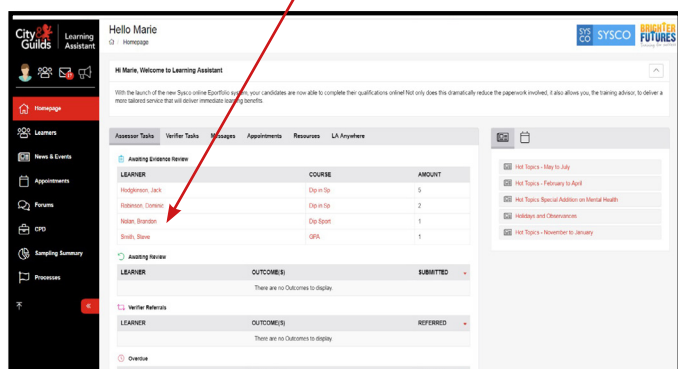 City& Guilds
Learning Assistant
Hello Marie
Homepage
SYS CO SYSCO
BRIGHTER FUTURES
Hi Marie, Welcome to Learning Assistant
With the launch of the new Sysco online Eportfolio system, your candidates are now able to complete their qualifications online! Not only does this dramatically reduce the paperwork involved, it also allows you, the training advisor, to deliver a
more tailored service that will deliver immediate learning benefits.
Homepage
Learners
News & Events
Appointments
Forums
CPD
Sampling Summary
Processes
Assessor Tasks Verifier Tasks Messages Appointments Resources LA Anywhere
Awaiting Evidence Review
LEARNER COURSE AMOUNT
Hodgkinson, Jack Dip in Sp 5
Robinson, Dominic Dip in Sp 2
Nolan, Brandon Dip Sport 1
Smith, Steve GPA 1
Awaiting Review
LEARNER OUTCOME(S) SUBMITTED
There are no Outcomes to display.
Verifier Referrals
LEARNER OUTCOME(S) REFERRED
There are no Outcomes to display.
Overdue
Hot Topics - May to July
Hot Topics - February to April
Hot Topics Special Addition on Mental Health
Holidays and Observances
Hot Topics - November to January